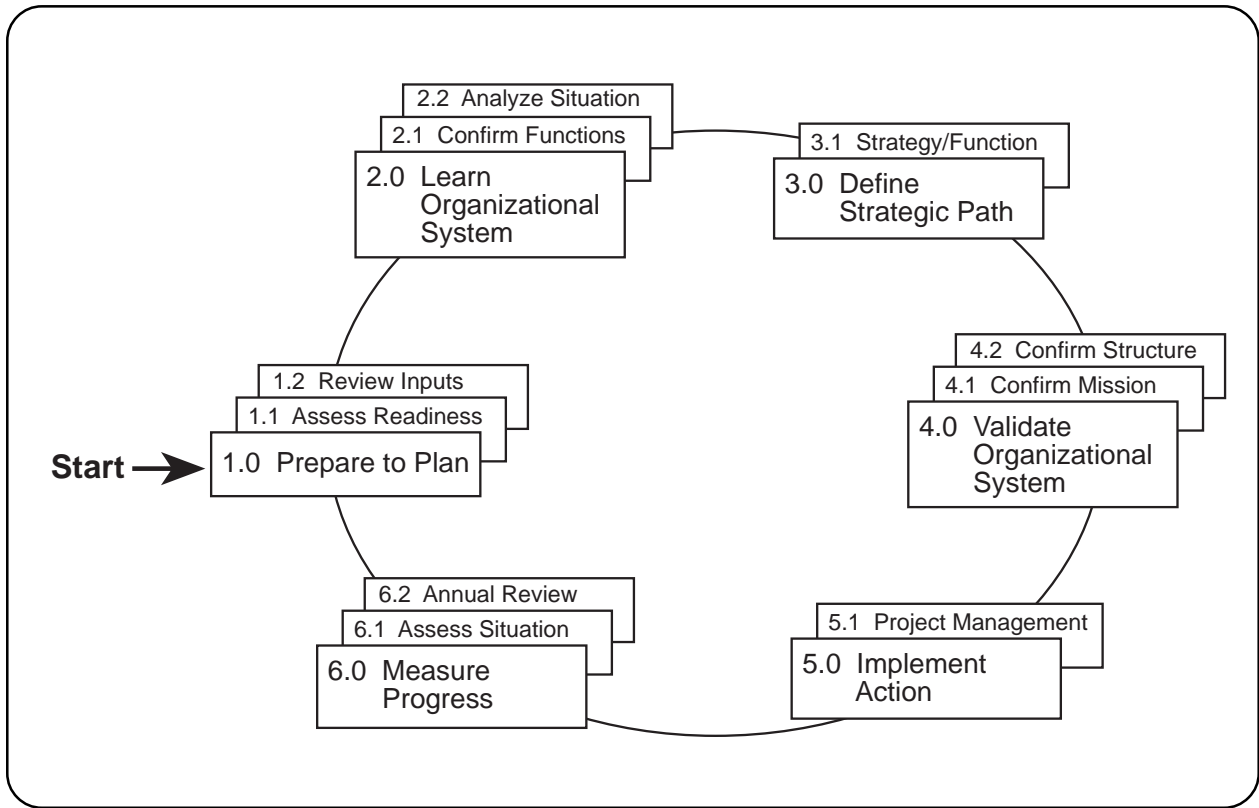 Start
1.2 Review Inputs
1.1 Assess Readiness
1.0 Prepare to Plan
2.2 Analyze Situation
2.1 Confirm Functions
2.0 Learn
Organizational
System
3.1 Strategy/Function
3.0 Define
Strategic Path
4.2 Confirm Structure
4.1 Confirm Mission
4.0 Validate
Organizational
System
5.1 Project Management
5.0 Implement
Action
6.2 Annual Review
6.1 Assess Situation
6.0 Measure
Progress